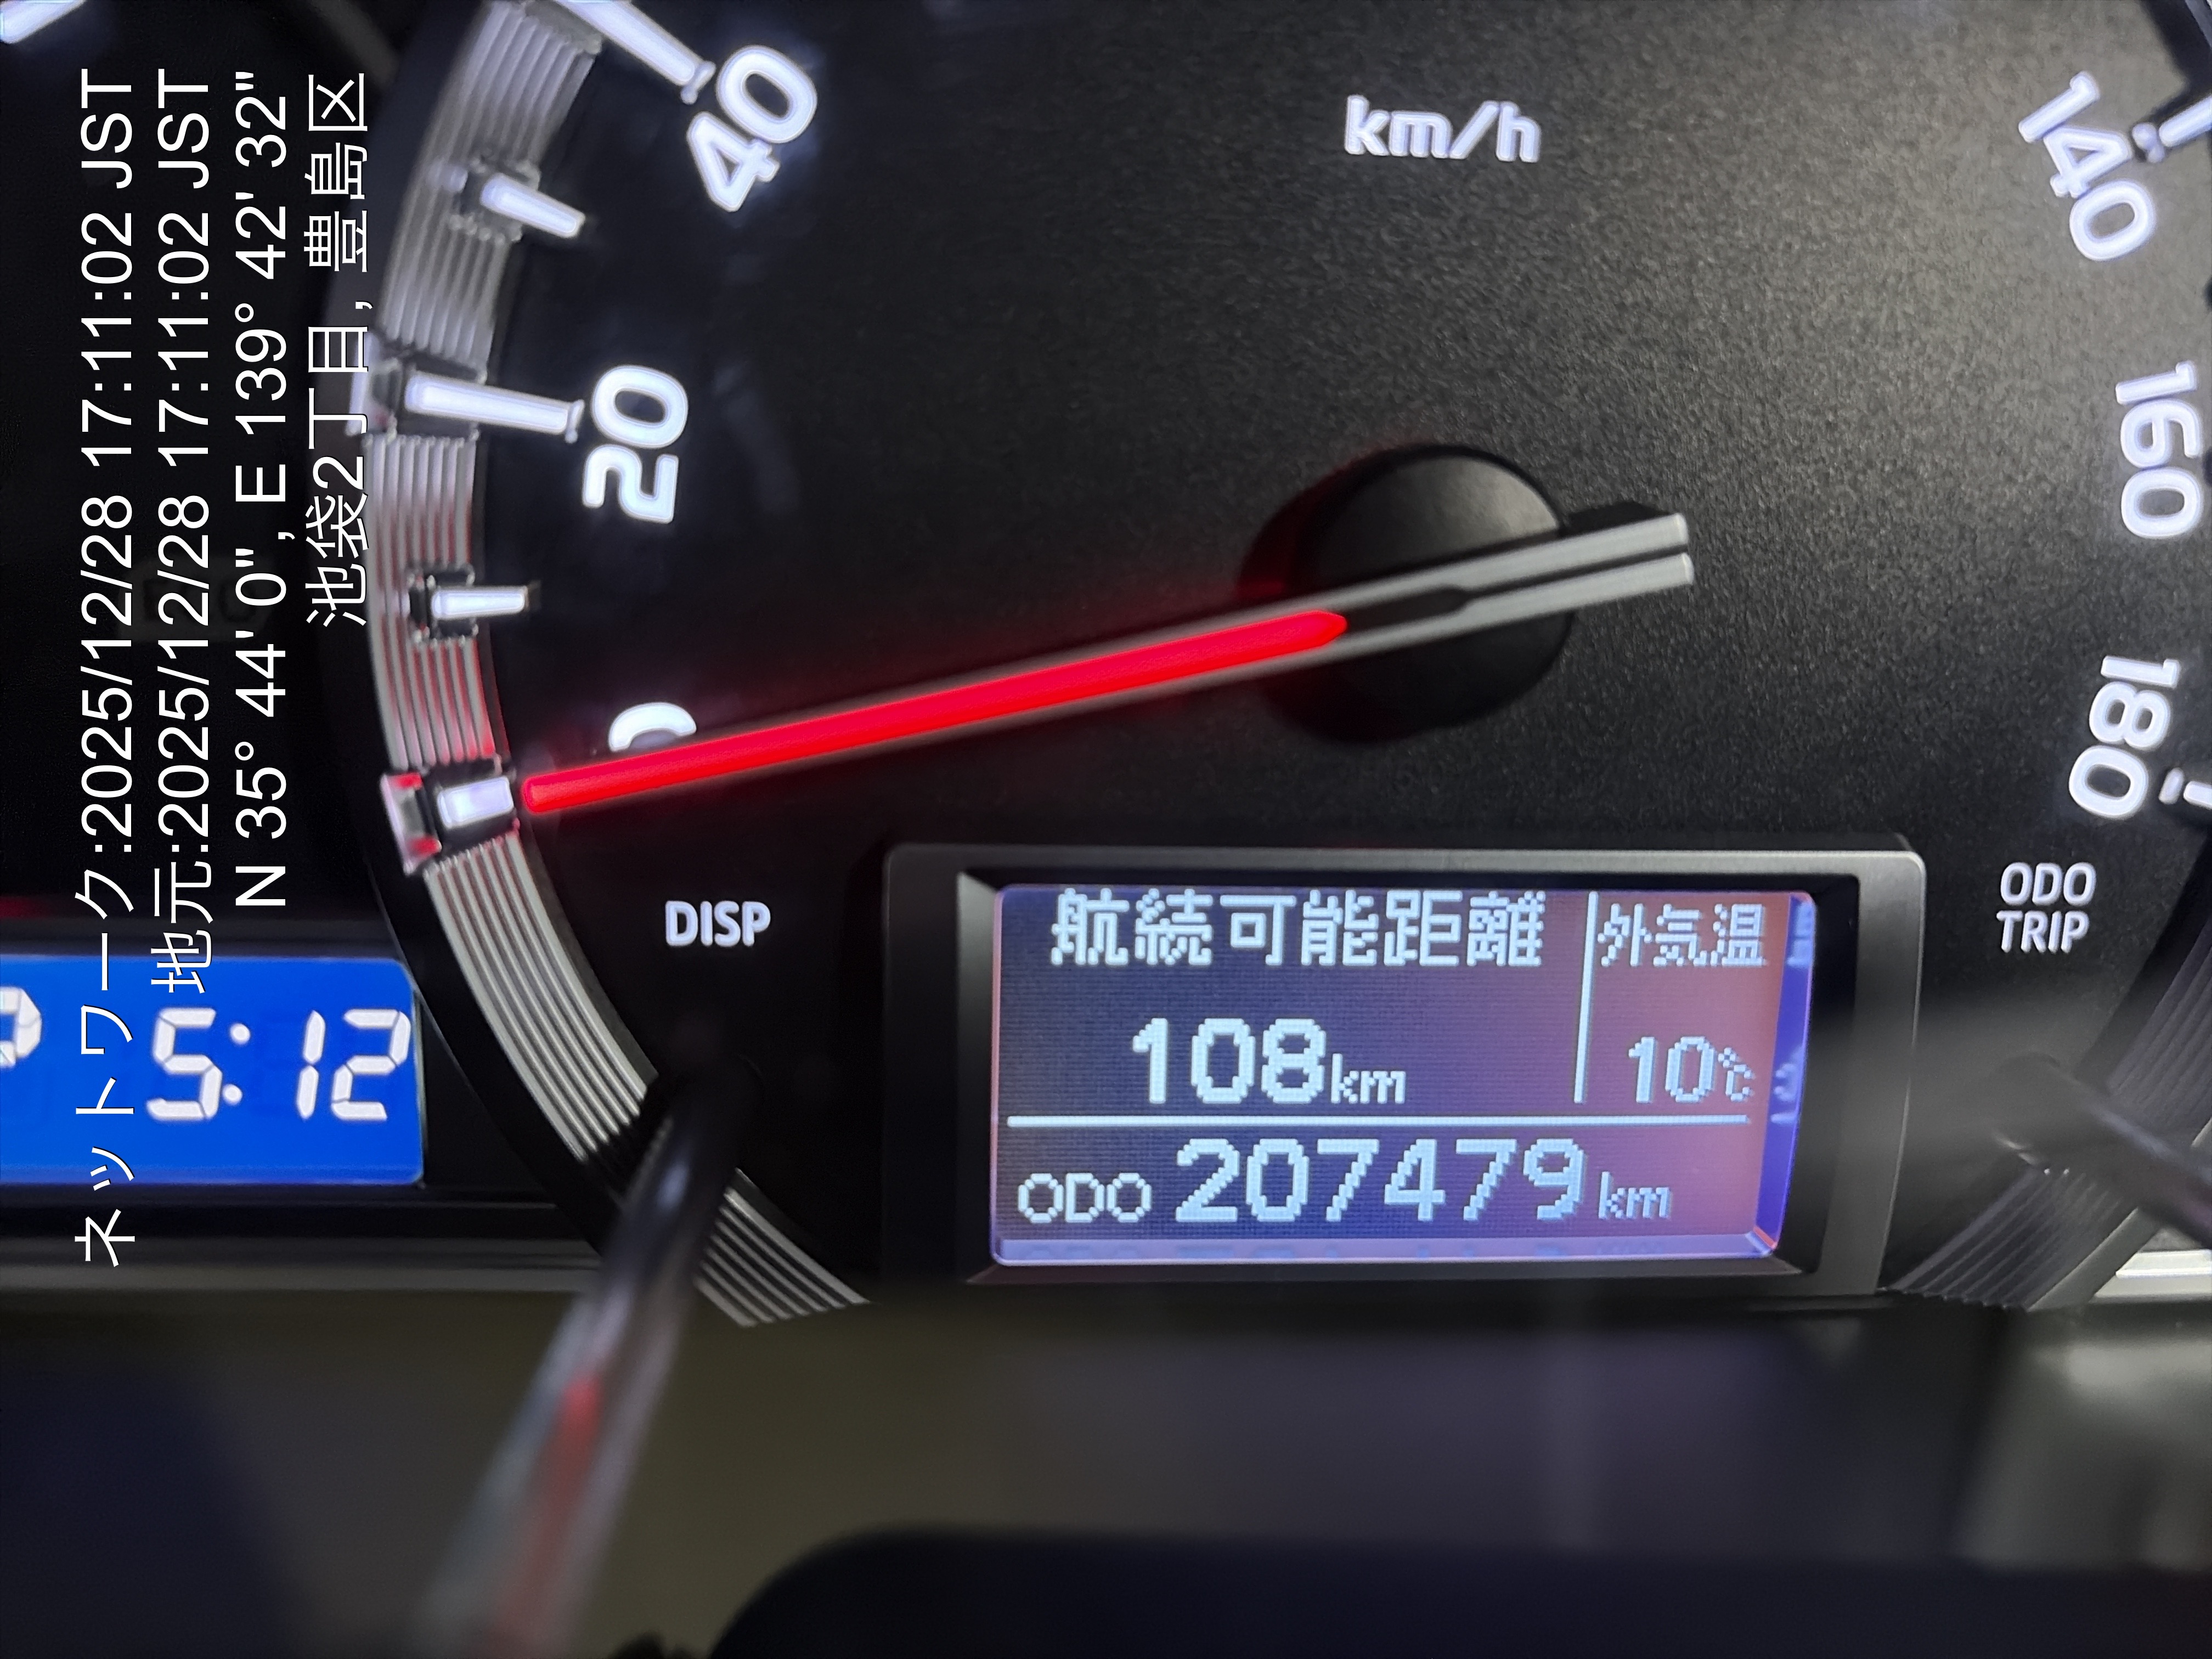 ネットワーク:2025/12/28 17:11:02 JST
地元:2025/12/28 17:11:02 JST
N 35° 44' 0", E 139° 42' 32"
池袋2丁目, 豊島区
40
km/h
140
20
160
0
180
DISP
ODO
TRIP
5:12
航続可能距離
外気温
108km
10℃
ODO 207479 km